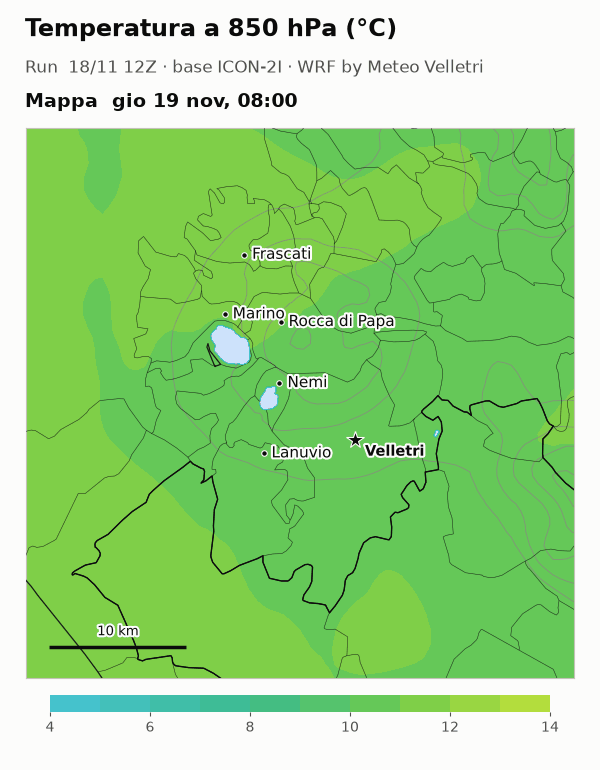 Temperatura a 850 hPa (°C)
Run  18/11 12Z · base ICON-2I · WRF by Meteo Velletri
Mappa  gio 19 nov, 08:00
Frascati
Marino
Rocca di Papa
Nemi
Velletri
Lanuvio
10 km
4 6 8 10 12 14